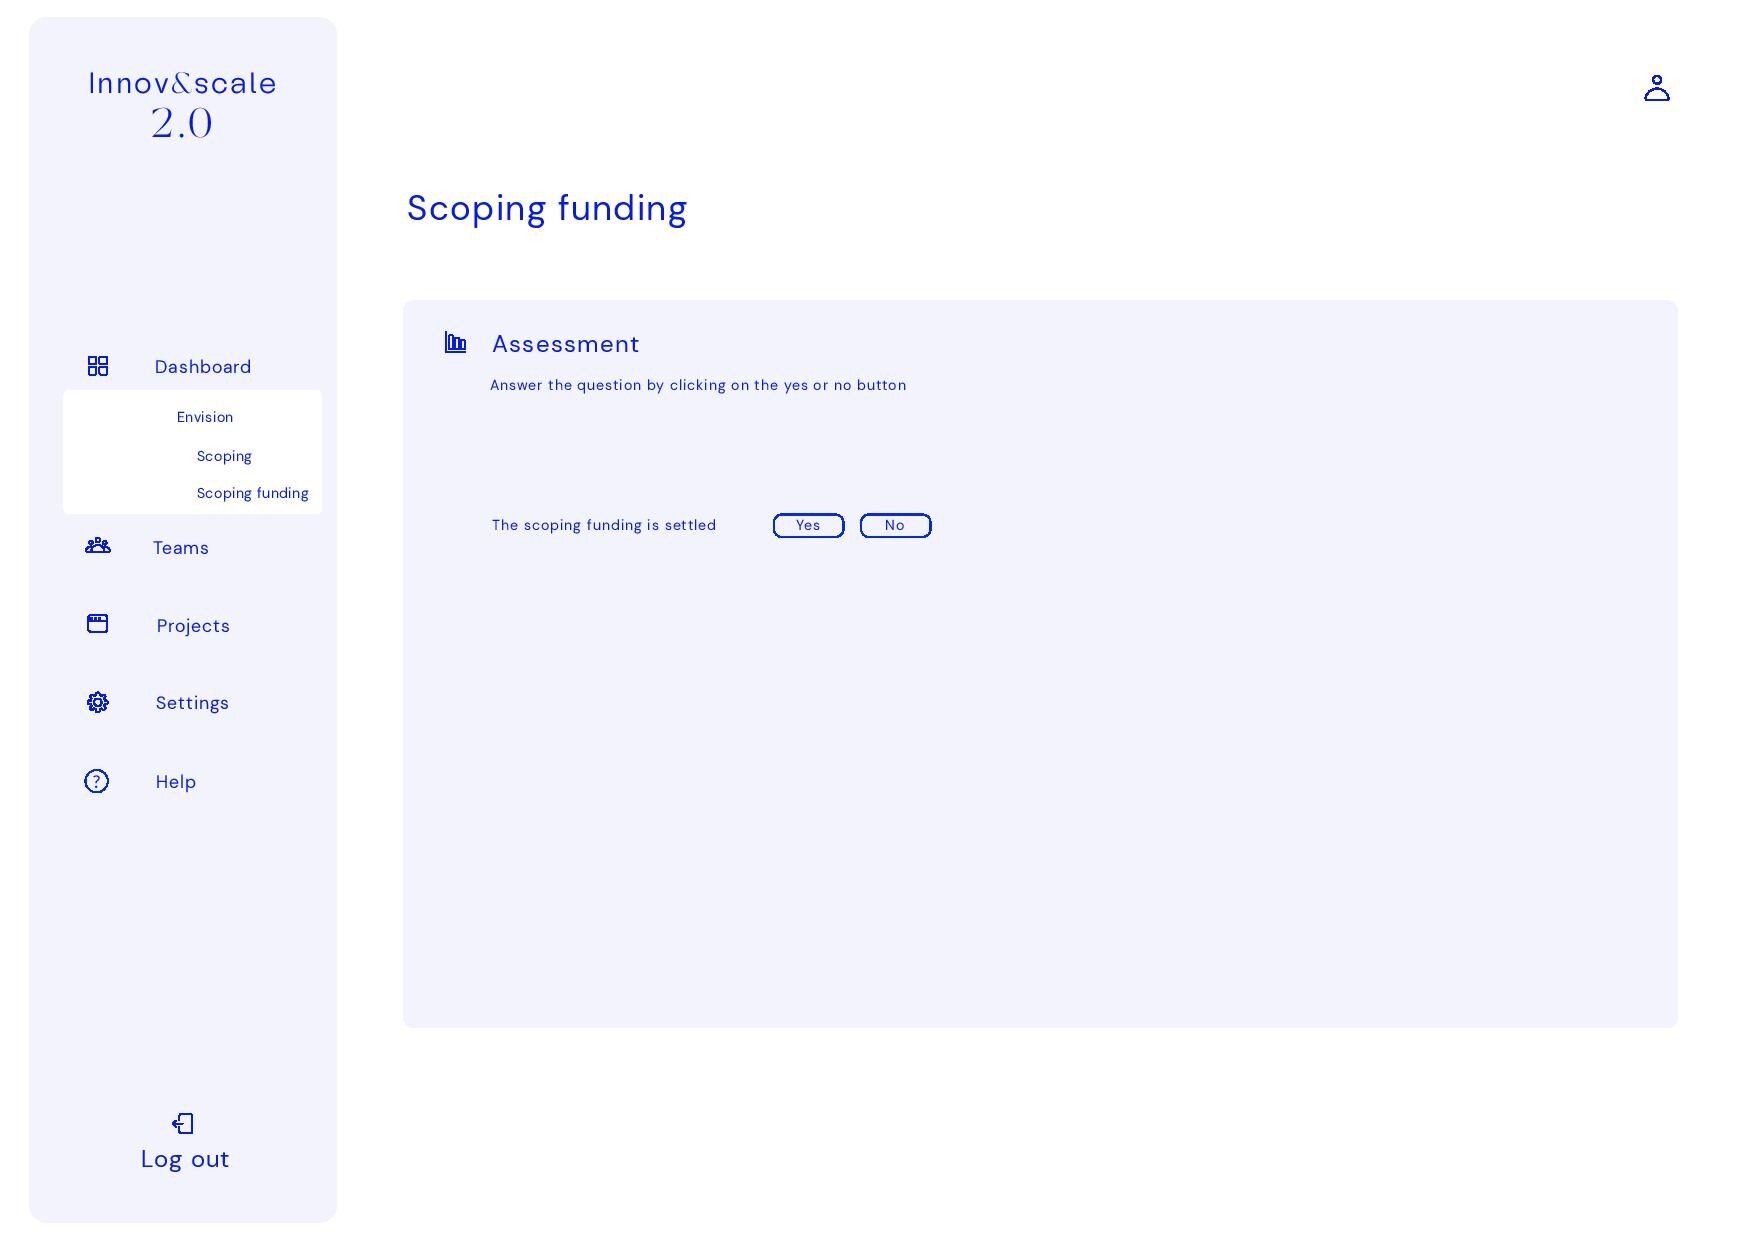 Innov&scale
2.0
Dashboard
Envision
Scoping
Scoping funding
Teams
Projects
Settings
? Help
Log out
Scoping funding
Assessment
Answer the question by clicking on the yes or no button
The scoping funding is settled Yes No